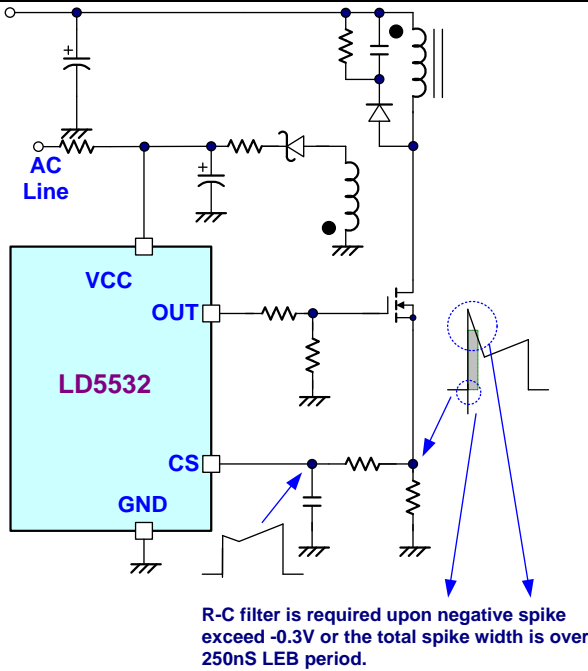 AC
Line
VCC
OUT
LD5532
CS
GND
R-C filter is required upon negative spike
exceed -0.3V or the total spike width is over
250nS LEB period.